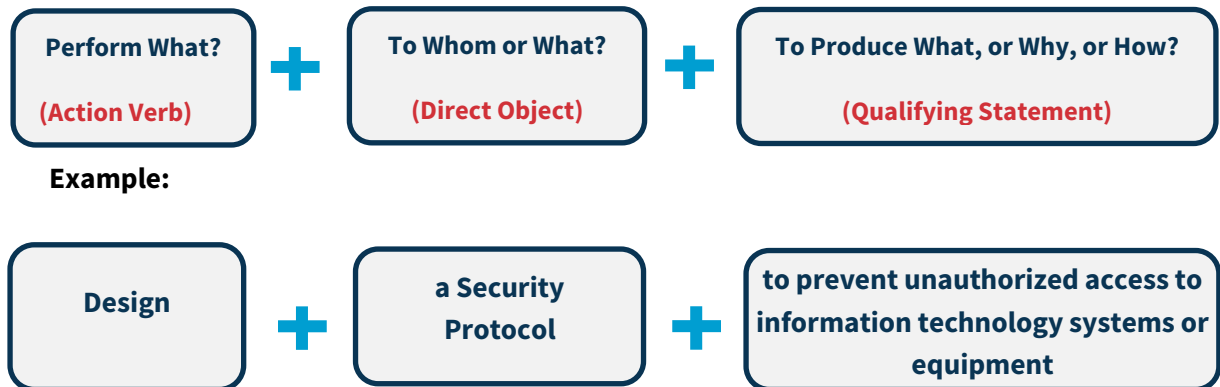 Perform What?
(Action Verb)
To Whom or What?
(Direct Object)
To Produce What, or Why, or How?
(Qualifying Statement)
Example:
Design
a Security
Protocol
to prevent unauthorized access to
information technology systems or
equipment